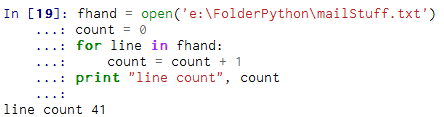 In [19]: fhand = open('e:\FolderPython\mailStuff.txt')
    ...: count = 0
    ...: for line in fhand:
    ...:     count = count + 1
    ...: print "line count", count
    ...:
line count 41